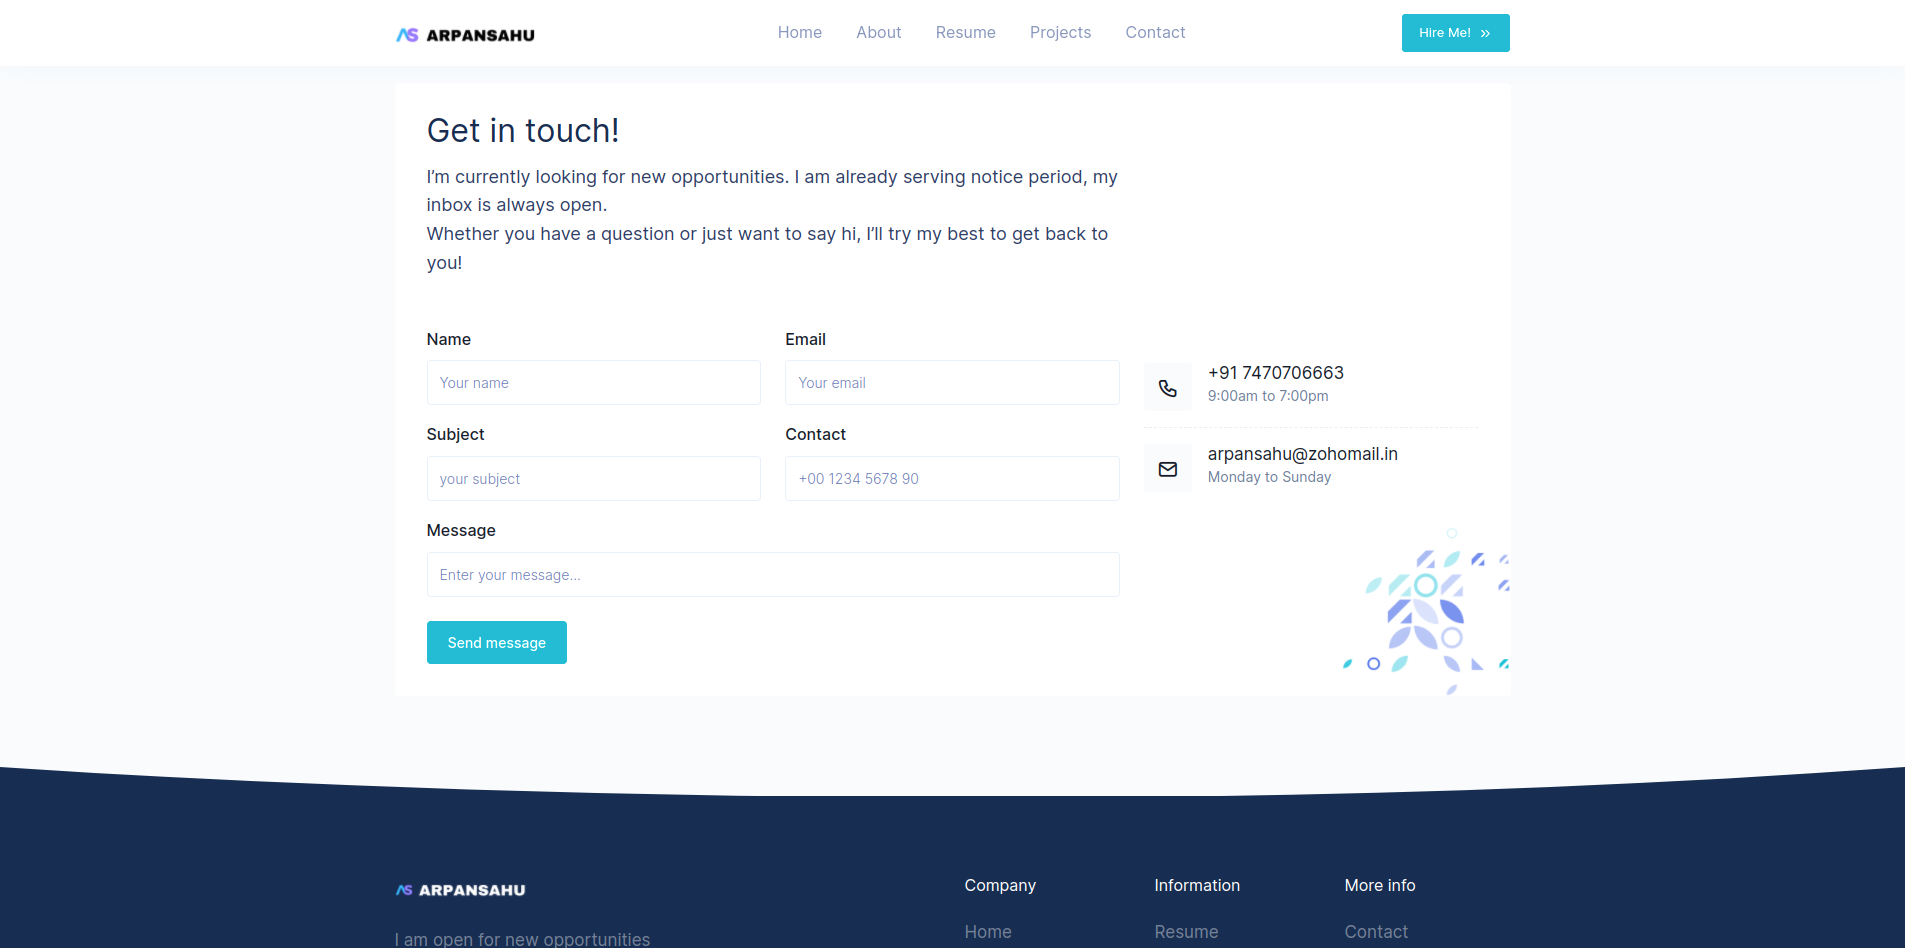 ARPANSAHU
Home About Resume Projects Contact
Hire Me! »
Get in touch!
I’m currently looking for new opportunities. I am already serving notice period, my
inbox is always open.
Whether you have a question or just want to say hi, I’ll try my best to get back to
you!
Name
Your name
Email
Your email
Subject
your subject
Contact
+00 1234 5678 90
Message
Enter your message...
Send message
+91 7470706663
9:00am to 7:00pm
arpansahu@zohomail.in
Monday to Sunday
AS ARPANSAHU
I am open for new opportunities
Company
Home
Information
Resume
More info
Contact